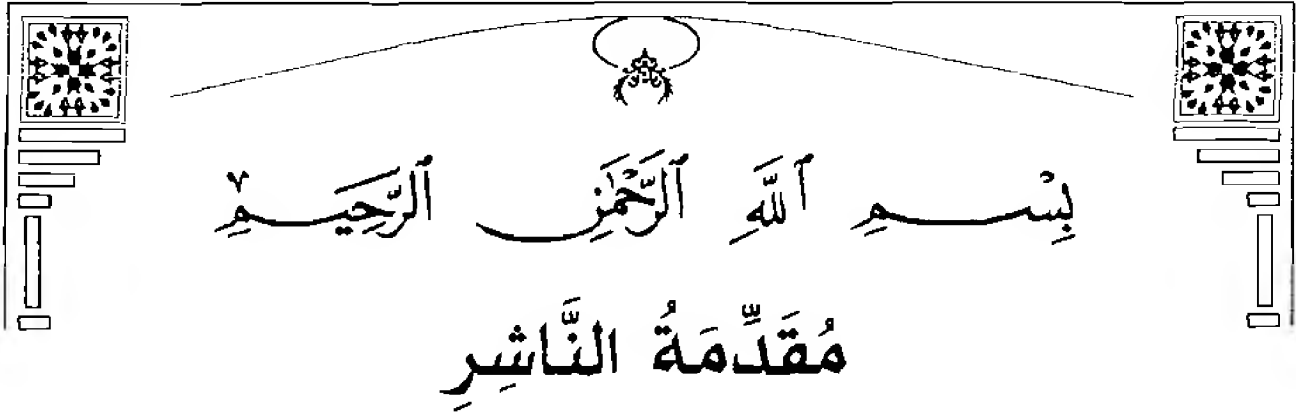 بِسْمِ ٱللَّهِ ٱلرَّحْمَٰنِ ٱلرَّحِيمِ
مُقَدِّمَةُ النَّاشِرِ